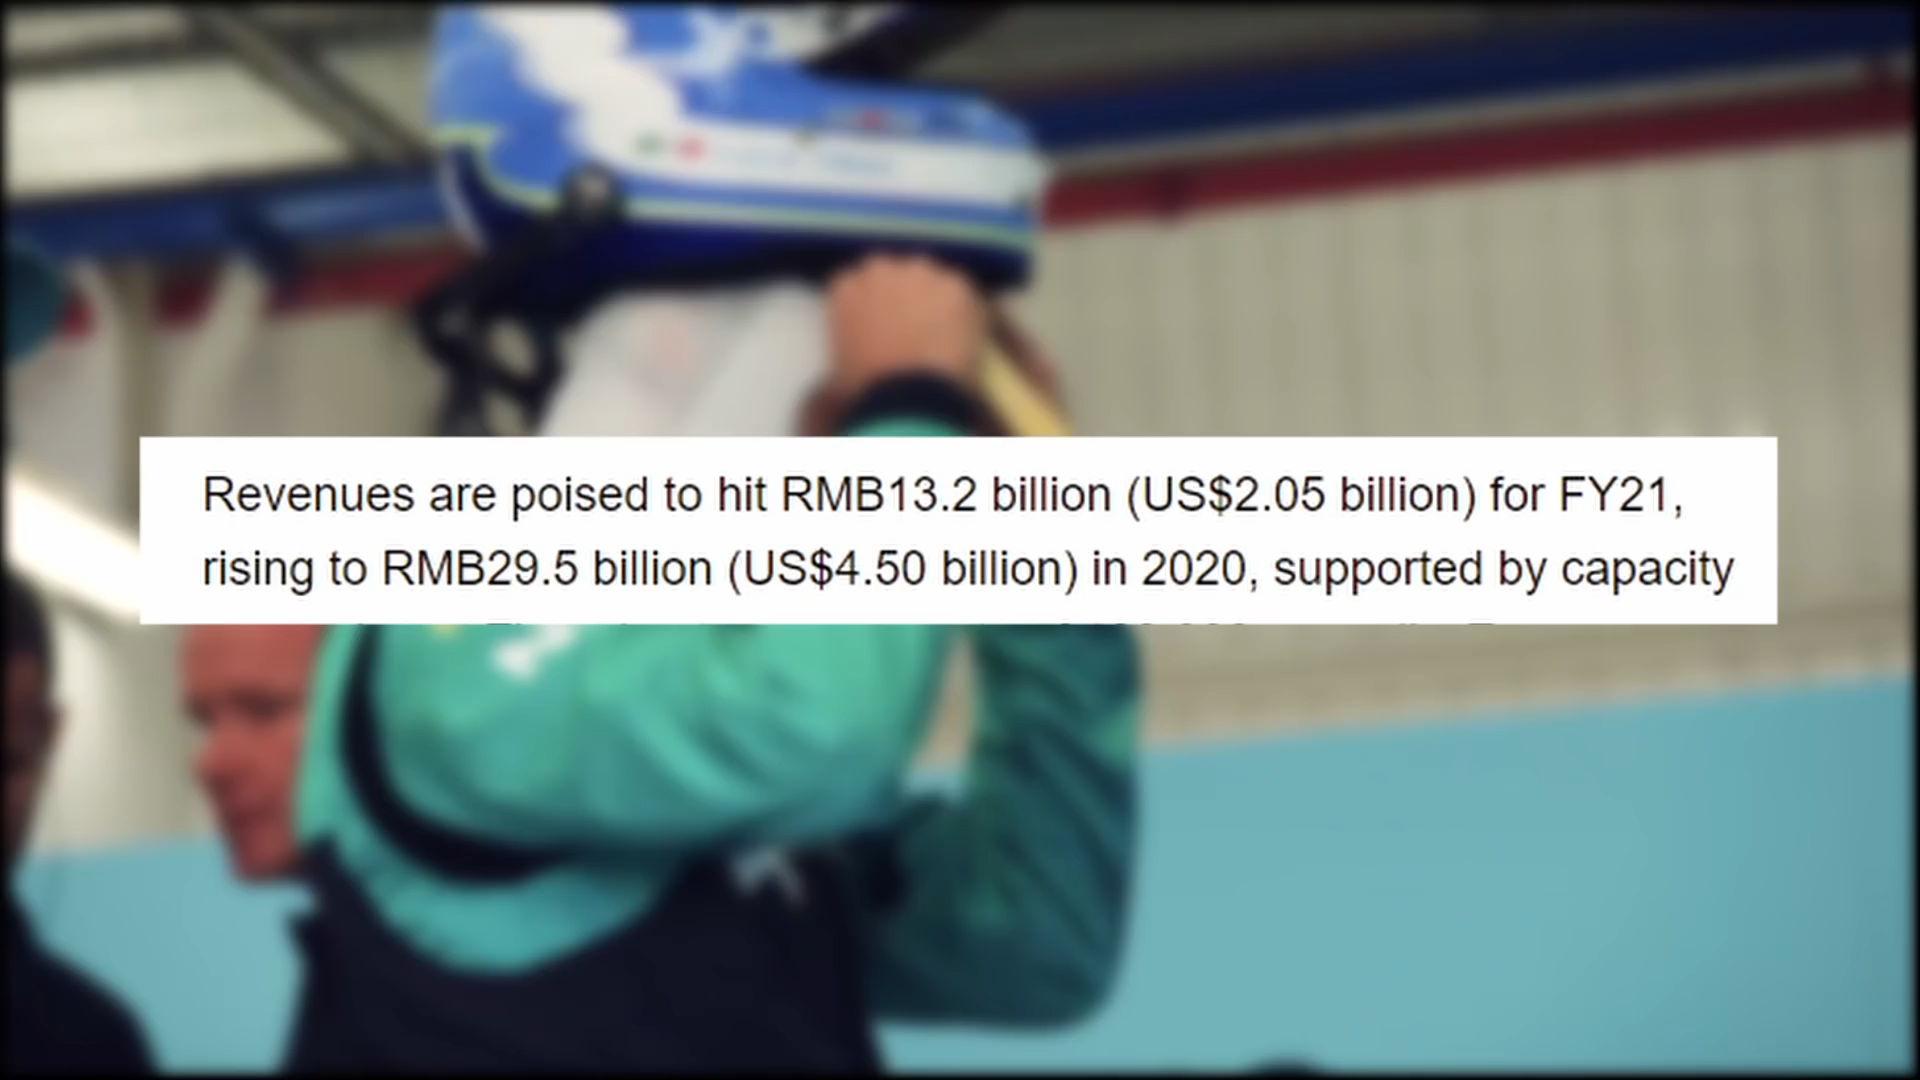 Revenues are poised to hit RMB13.2 billion (US$2.05 billion) for FY21,
rising to RMB29.5 billion (US$4.50 billion) in 2020, supported by capacity